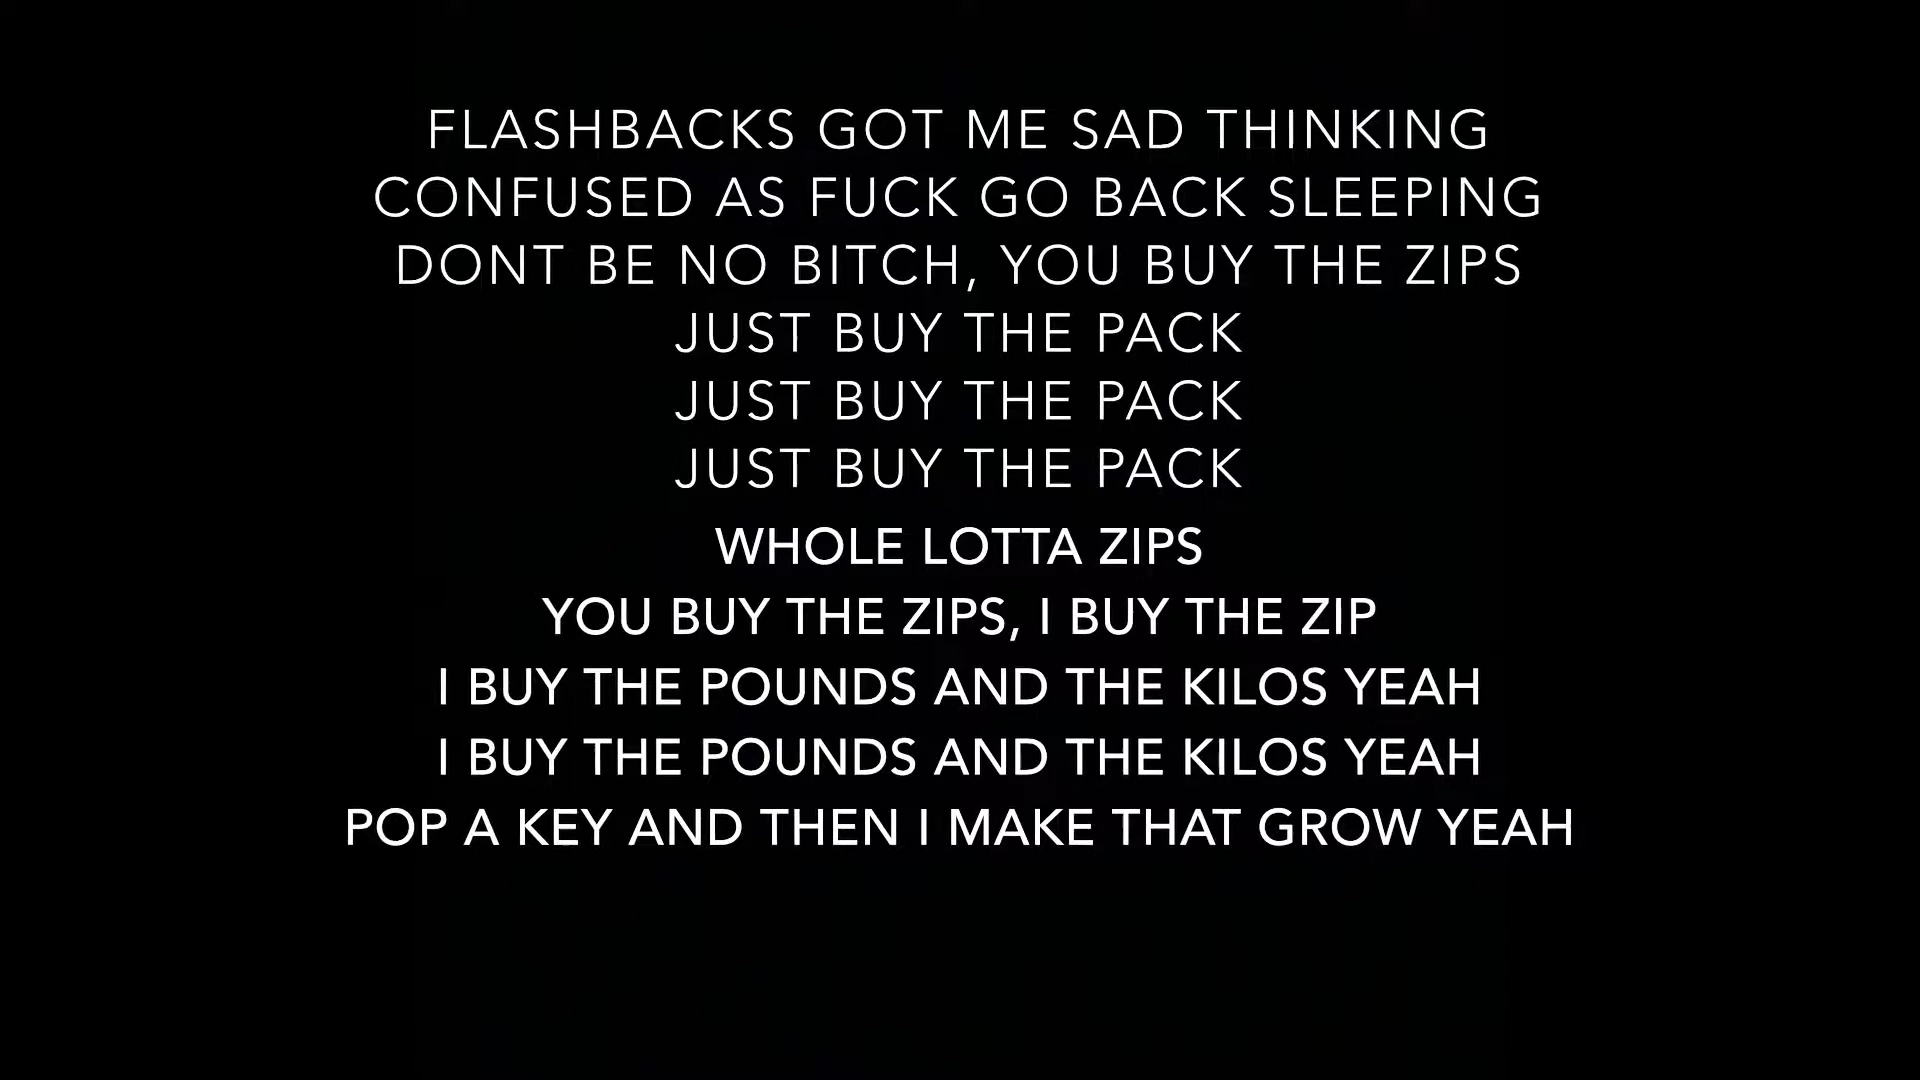 FLASHBACKS GOT ME SAD THINKING
CONFUSED AS FUCK GO BACK SLEEPING
DONT BE NO BITCH, YOU BUY THE ZIPS
JUST BUY THE PACK
JUST BUY THE PACK
JUST BUY THE PACK
WHOLE LOTTA ZIPS
YOU BUY THE ZIPS, I BUY THE ZIP
I BUY THE POUNDS AND THE KILOS YEAH
I BUY THE POUNDS AND THE KILOS YEAH
POP A KEY AND THEN I MAKE THAT GROW YEAH